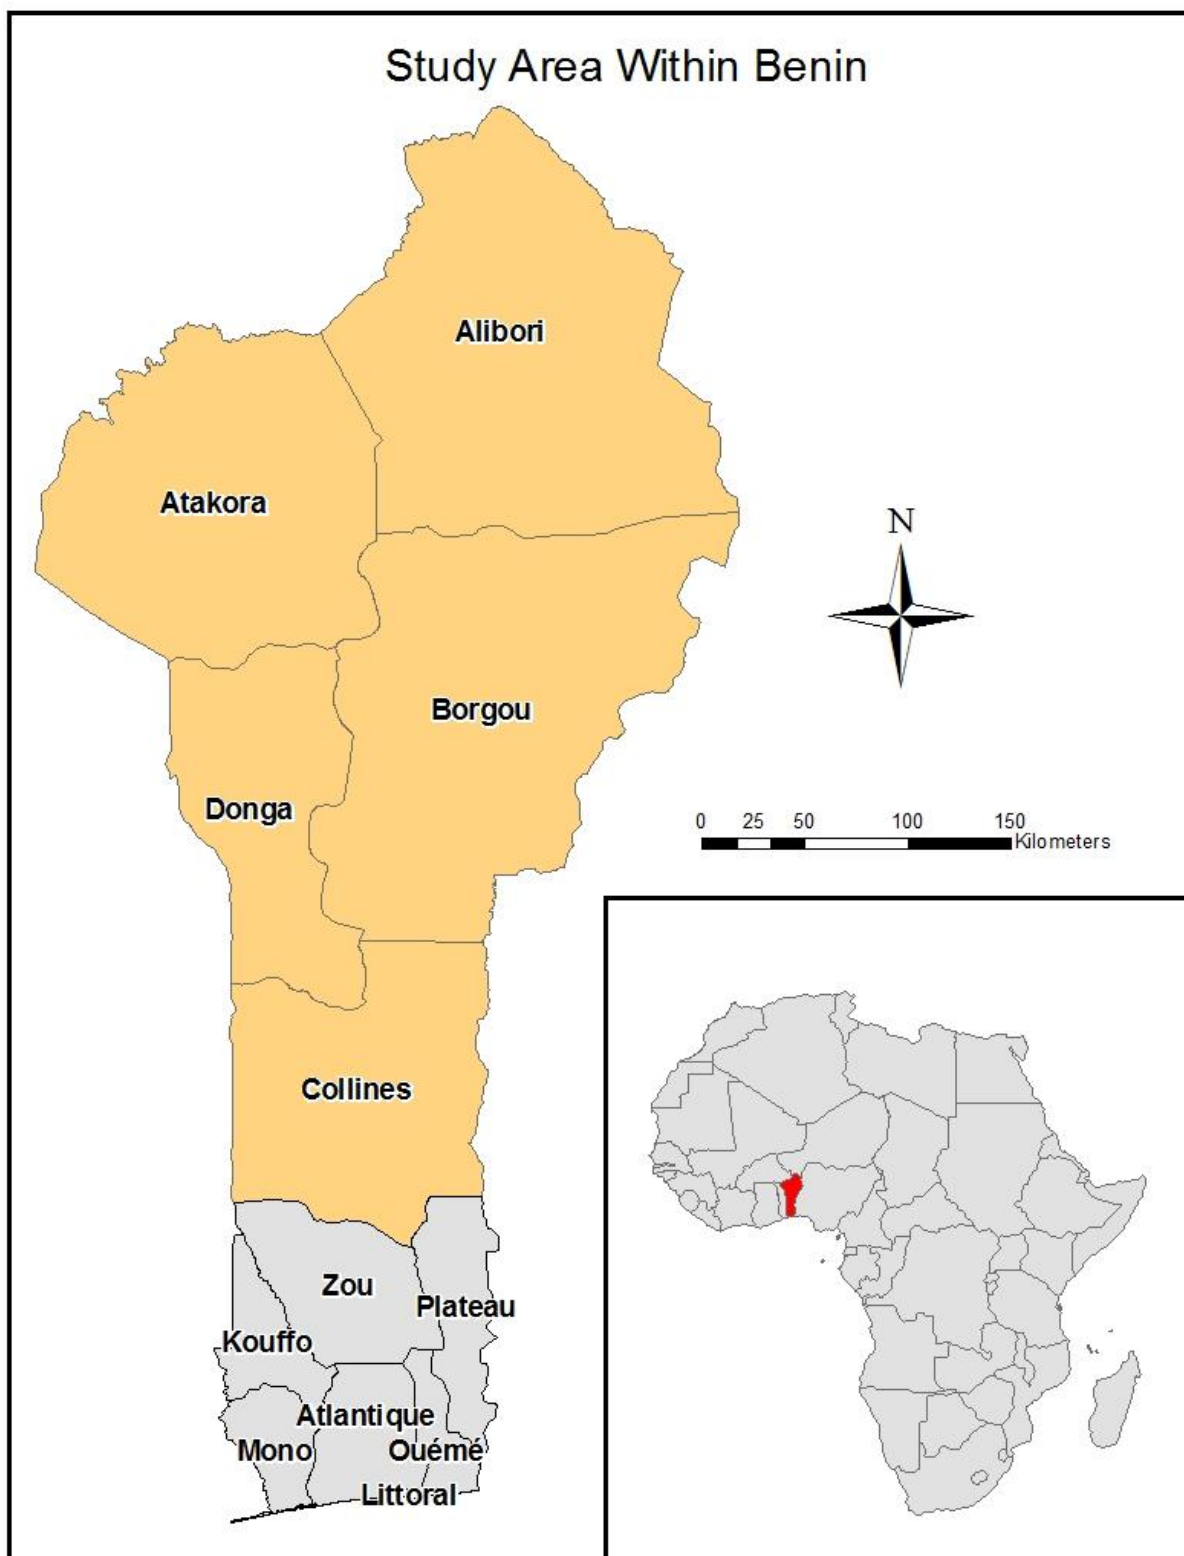 Study Area Within Benin
Alibori
Atakora
N
Borgou
Donga
0 25 50 100 150
Kilometers
Collines
Zou
Plateau
Kouffo
Atlantique
Mono
Ouémé
Littoral